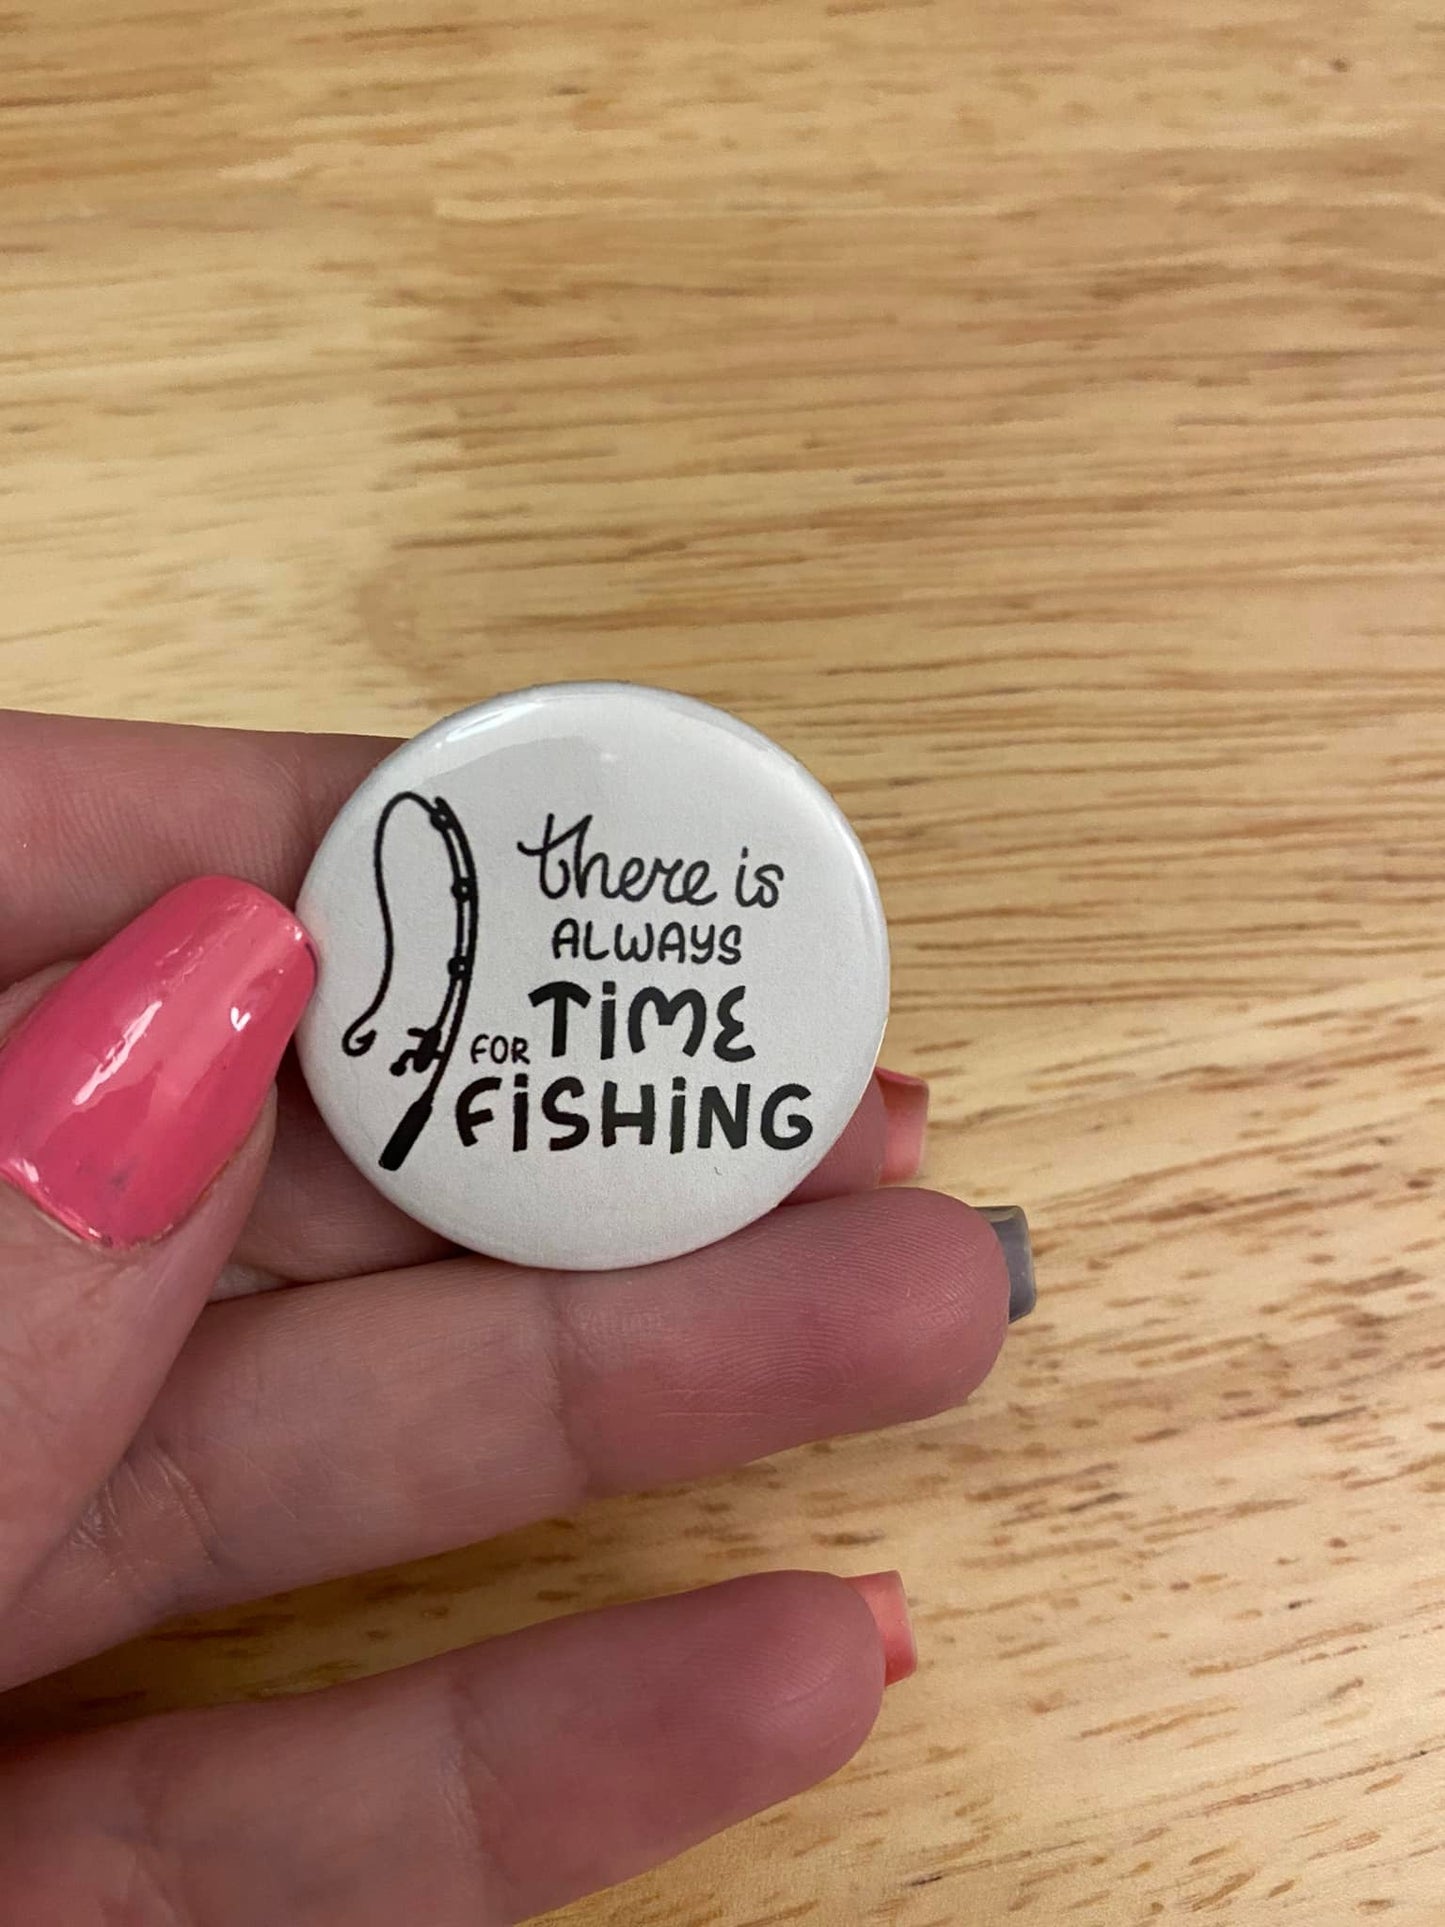 there is
ALWAYS
FOR TiME
FiSHiNG